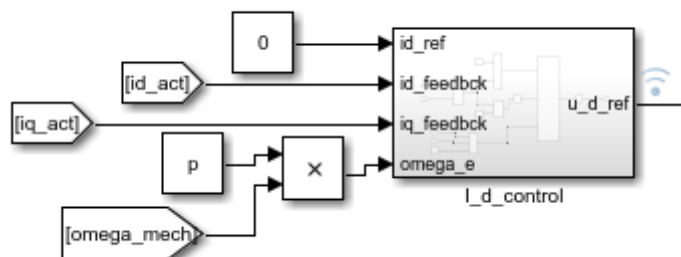 0
id_ref
[id_act]
id_feedbck
[iq_act]
iq_feedbck
u_d_ref
p
×
omega_e
I_d_control
[omega_mech]